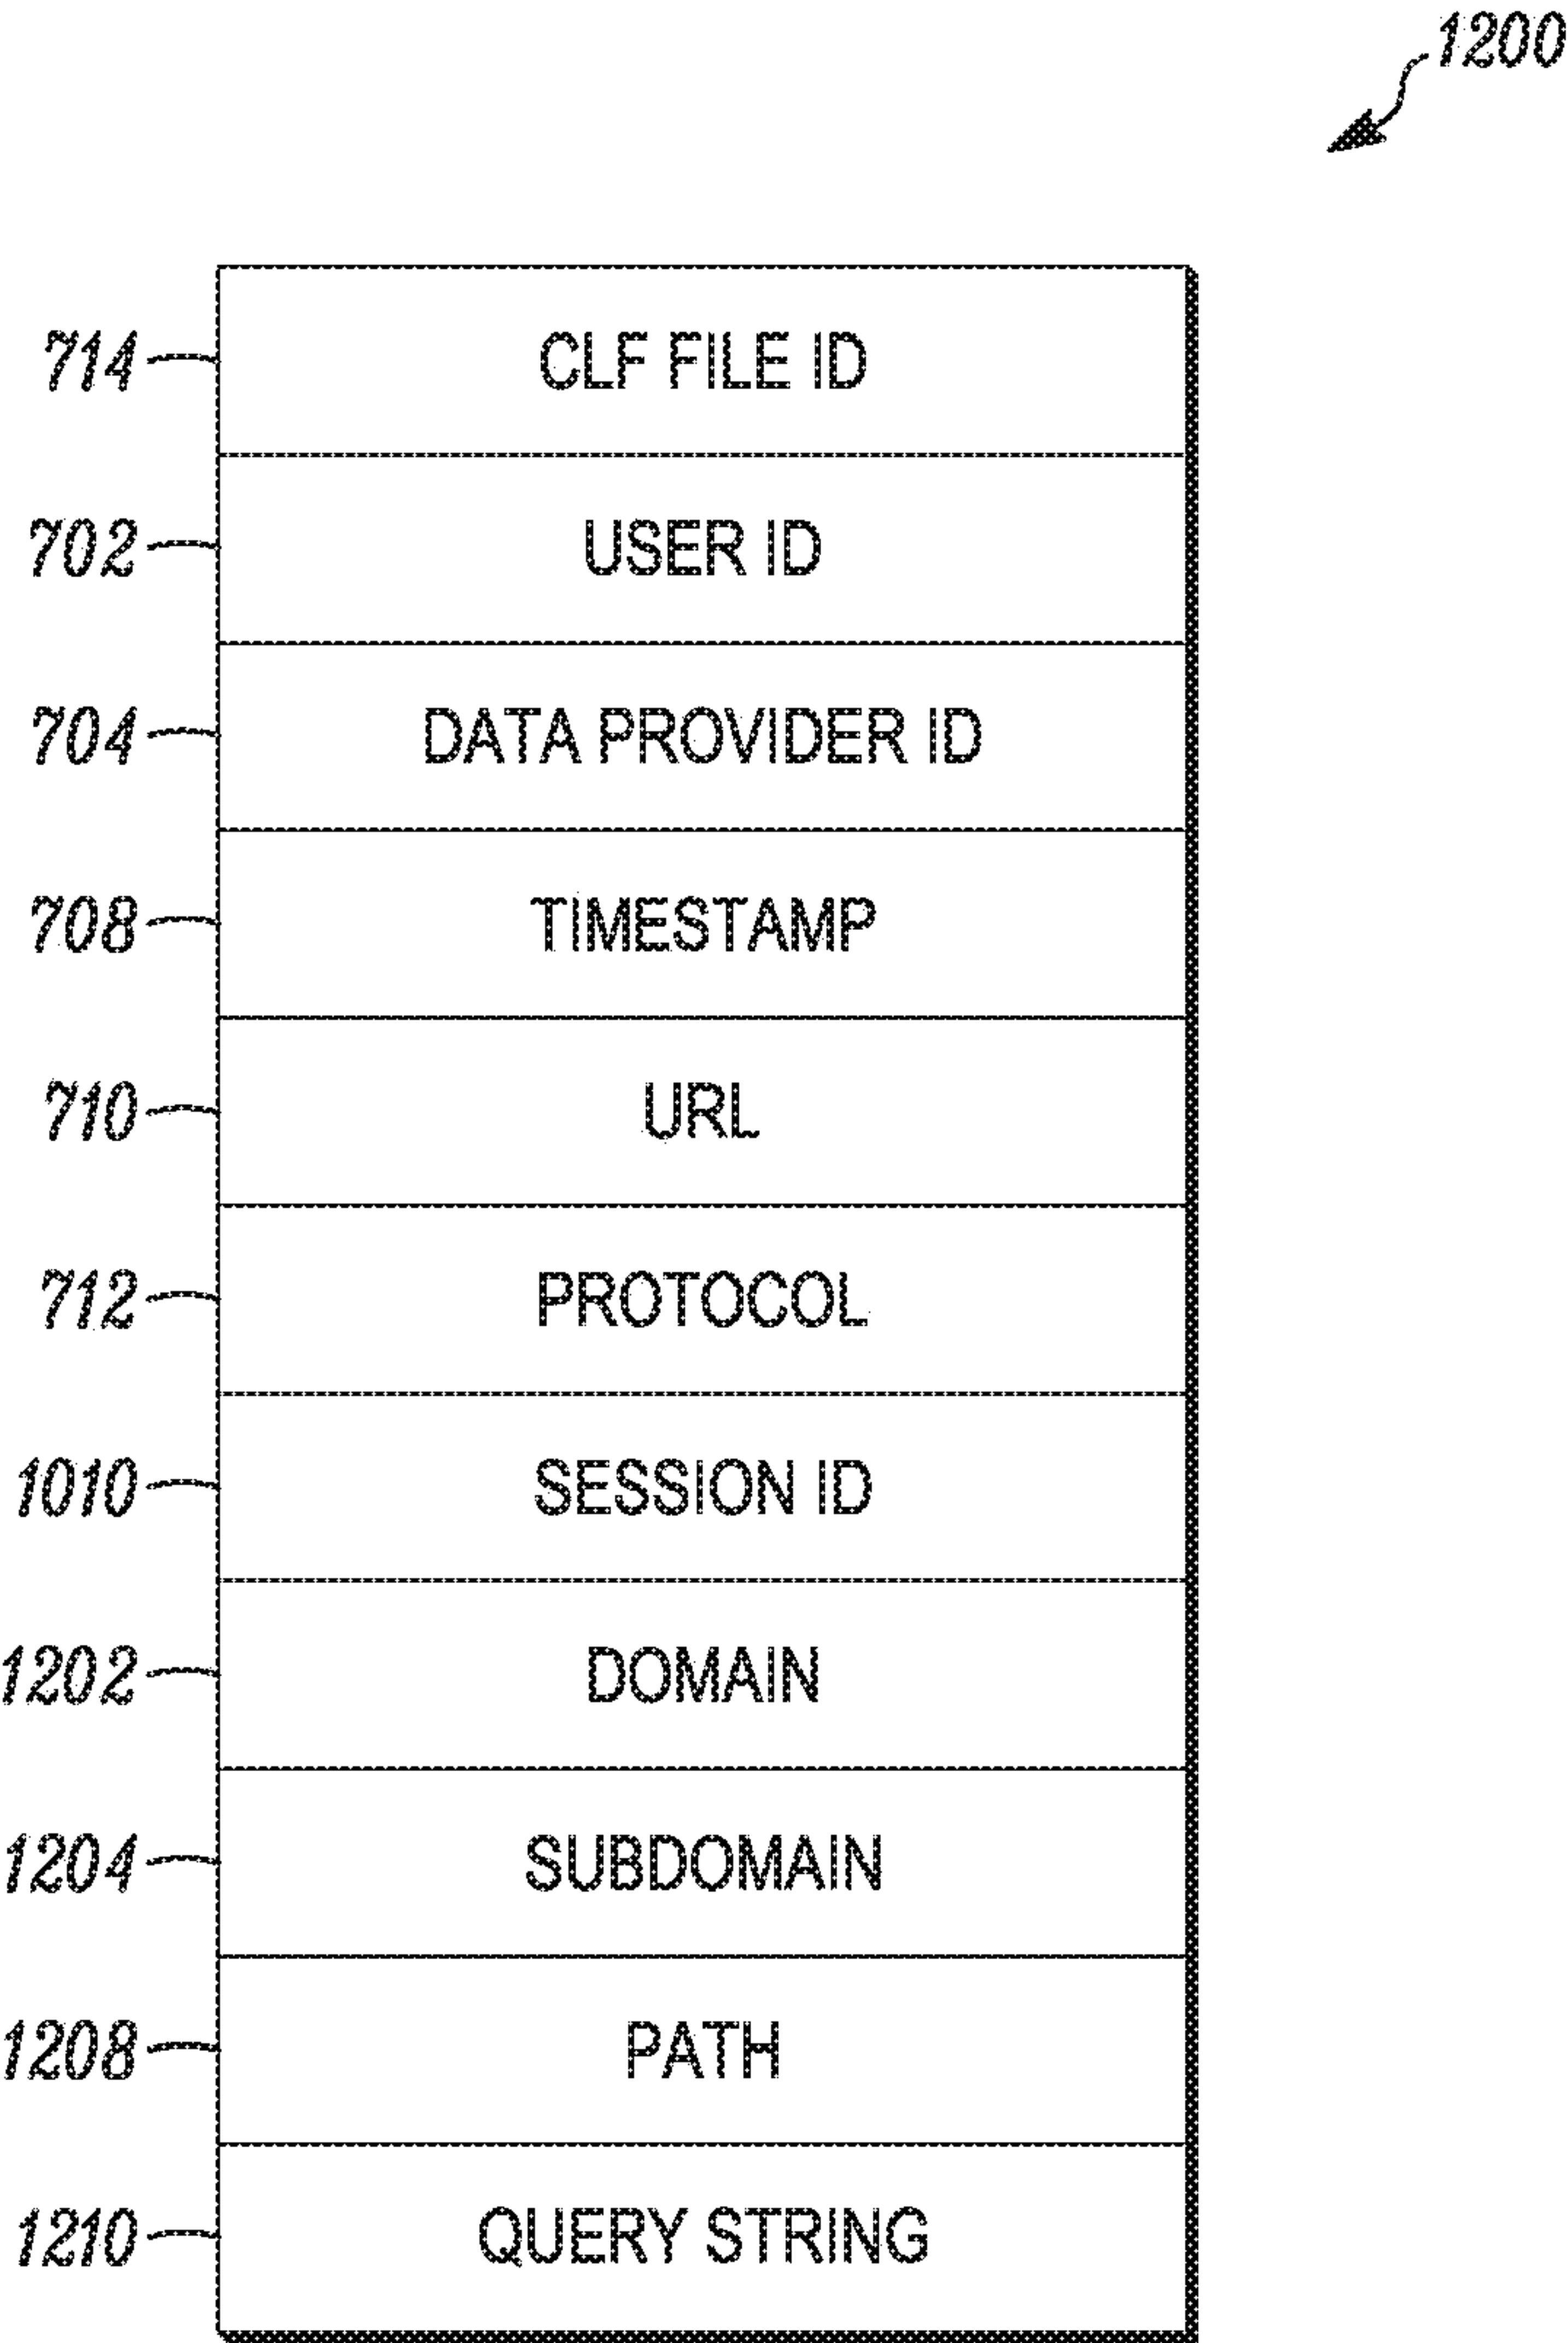 1200
714 CLF FILE ID
702 USER ID
704 DATA PROVIDER ID
708 TIMESTAMP
710 URL
712 PROTOCOL
1010 SESSION ID
1202 DOMAIN
1204 SUBDOMAIN
1208 PATH
1210 QUERY STRING